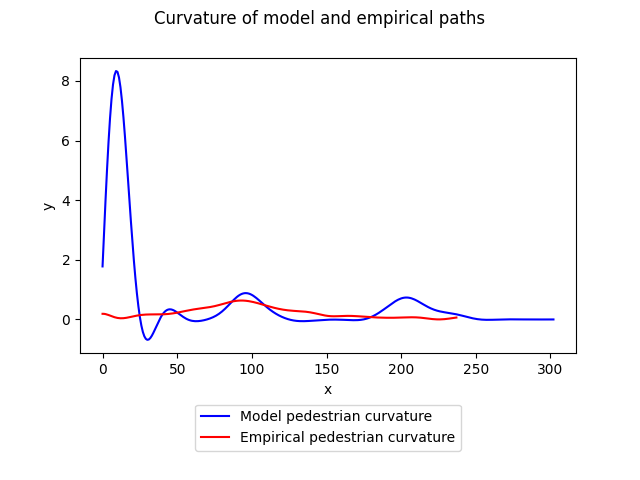 Curvature of model and empirical paths
8
6
4
2
0
y
0 50 100 150 200 250 300
x
Model pedestrian curvature
Empirical pedestrian curvature